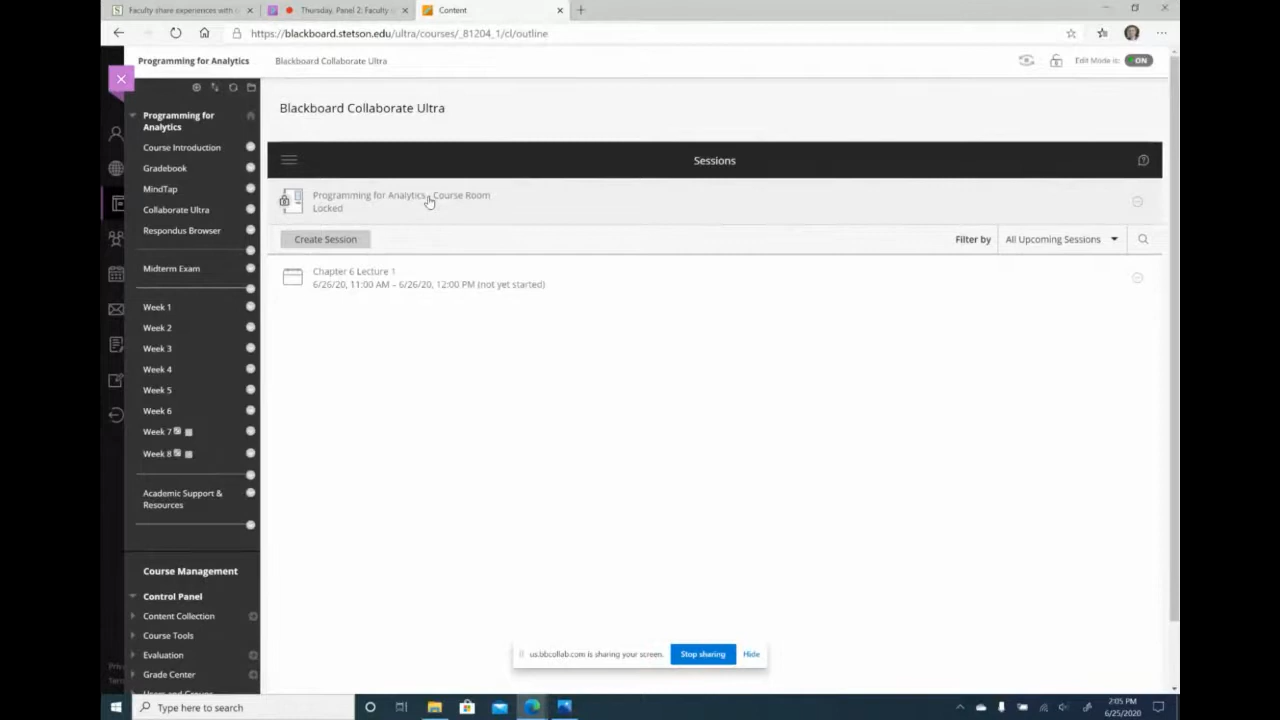 Faculty share experiences with r
Thursday, Panel 2: Faculty
Content
https://blackboard.stetson.edu/ultra/courses/_81204_1/cl/outline
Programming for Analytics
Blackboard Collaborate Ultra
Edit Mode is:
ON
Programming for
Analytics
Course Introduction
Gradebook
MindTap
Collaborate Ultra
Respondus Browser
Midterm Exam
Week 1
Week 2
Week 3
Week 4
Week 5
Week 6
Week 7
Week 8
Academic Support &
Resources
Course Management
Control Panel
Content Collection
Course Tools
Evaluation
Grade Center
Users and Groups
Blackboard Collaborate Ultra
Sessions
Programming for Analytics - Course Room
Locked
Create Session
Filter by
All Upcoming Sessions
Chapter 6 Lecture 1
6/26/20, 11:00 AM – 6/26/20, 12:00 PM (not yet started)
us.bbcollab.com is sharing your screen.
Stop sharing
Hide
Type here to search
2:05 PM
6/25/2020